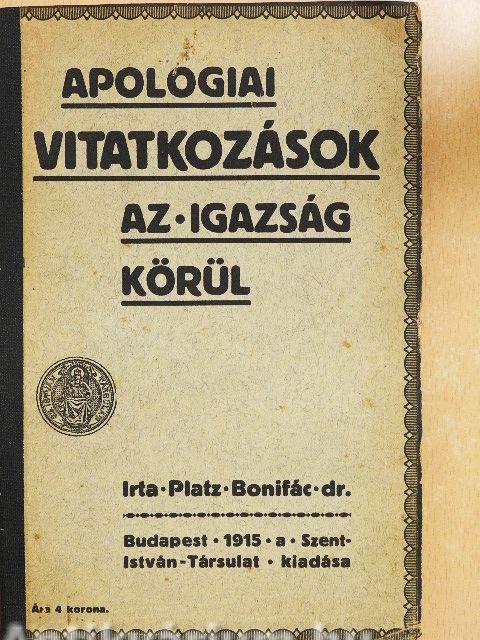 APOLOGIAI
VITATKOZÁSOK
AZ·IGAZSÁG
KÖRÜL
Irta·Platz·Bonifác·dr.
Budapest·1915·a·Szent-
István-Társulat·kiadása
Ára 4 korona.